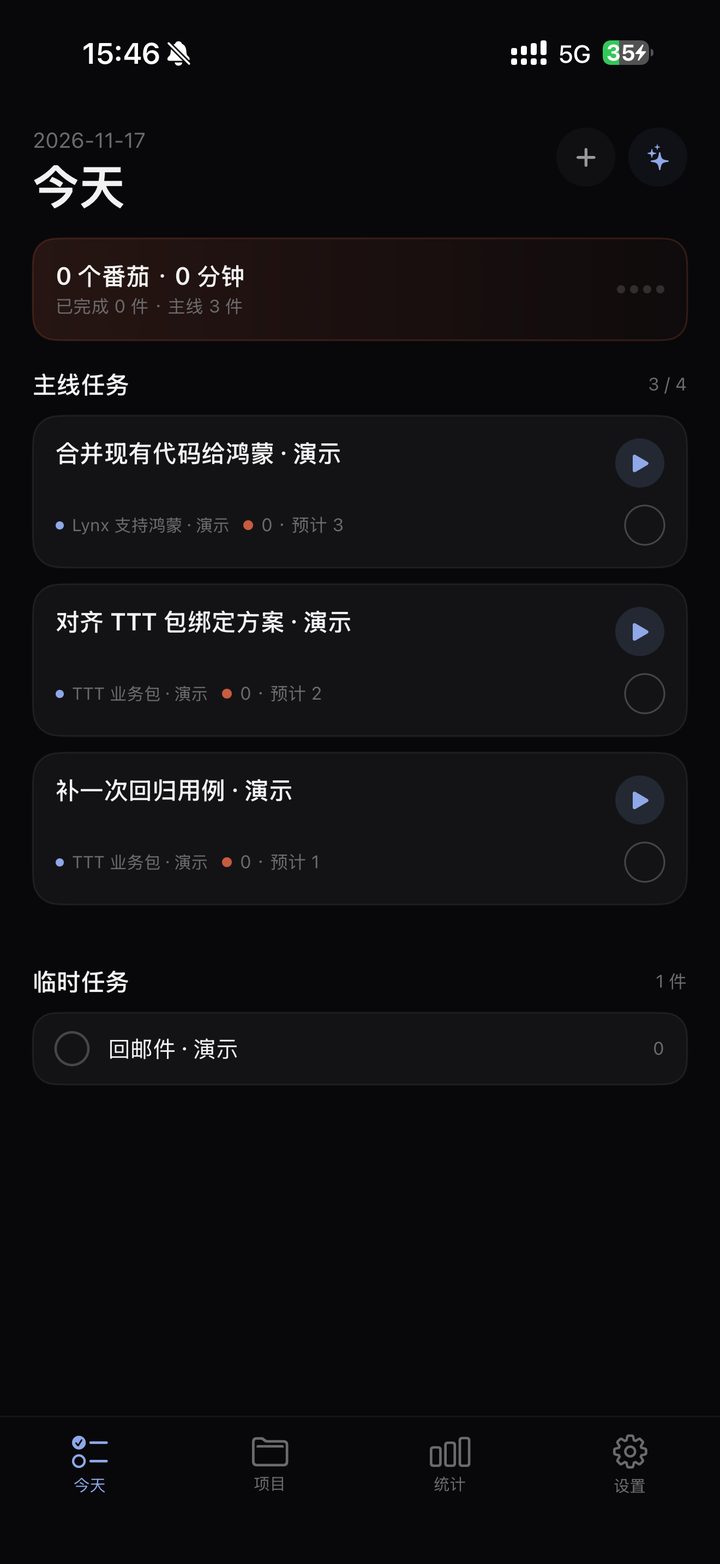 15:46
5G
35
2026-11-17
今天
0 个番茄 · 0 分钟
已完成 0 件 · 主线 3 件
主线任务
3 / 4
合并现有代码给鸿蒙 · 演示
Lynx 支持鸿蒙 · 演示
0 · 预计 3
对齐 TTT 包绑定方案 · 演示
TTT 业务包 · 演示
0 · 预计 2
补一次回归用例 · 演示
TTT 业务包 · 演示
0 · 预计 1
临时任务
1 件
回邮件 · 演示
0
今天
项目
统计
设置